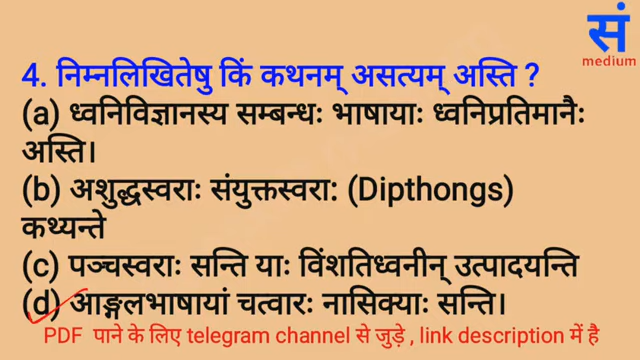 सं
medium
4. निम्नलिखितेषु किं कथनम् असत्यम् अस्ति ?
(a) ध्वनिविज्ञानस्य सम्बन्धः भाषायाः ध्वनिप्रतिमानैः
अस्ति।
(b) अशुद्धस्वराः संयुक्तस्वरा: (Dipthongs)
कथ्यन्ते
(c) पञ्चस्वराः सन्ति याः विंशतिध्वनीन् उत्पादयन्ति
(d) आङ्गलभाषायां चत्वारः नासिक्याः सन्ति।
PDF पाने के लिए telegram channel से जुड़े , link description में है